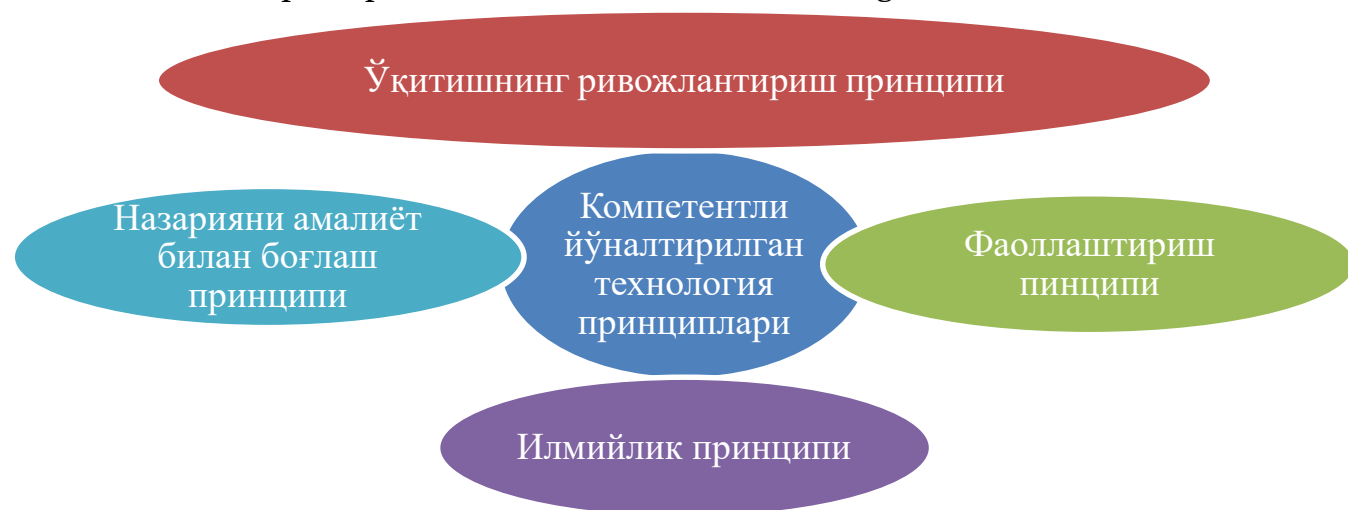 Ўқитишнинг ривожлантириш принципи
Назарияни амалиёт
билан боғлаш
принципи
Компетентли
йўналтирилган
технология
принциплари
Фаоллаштириш
пинципи
Илмийлик принципи